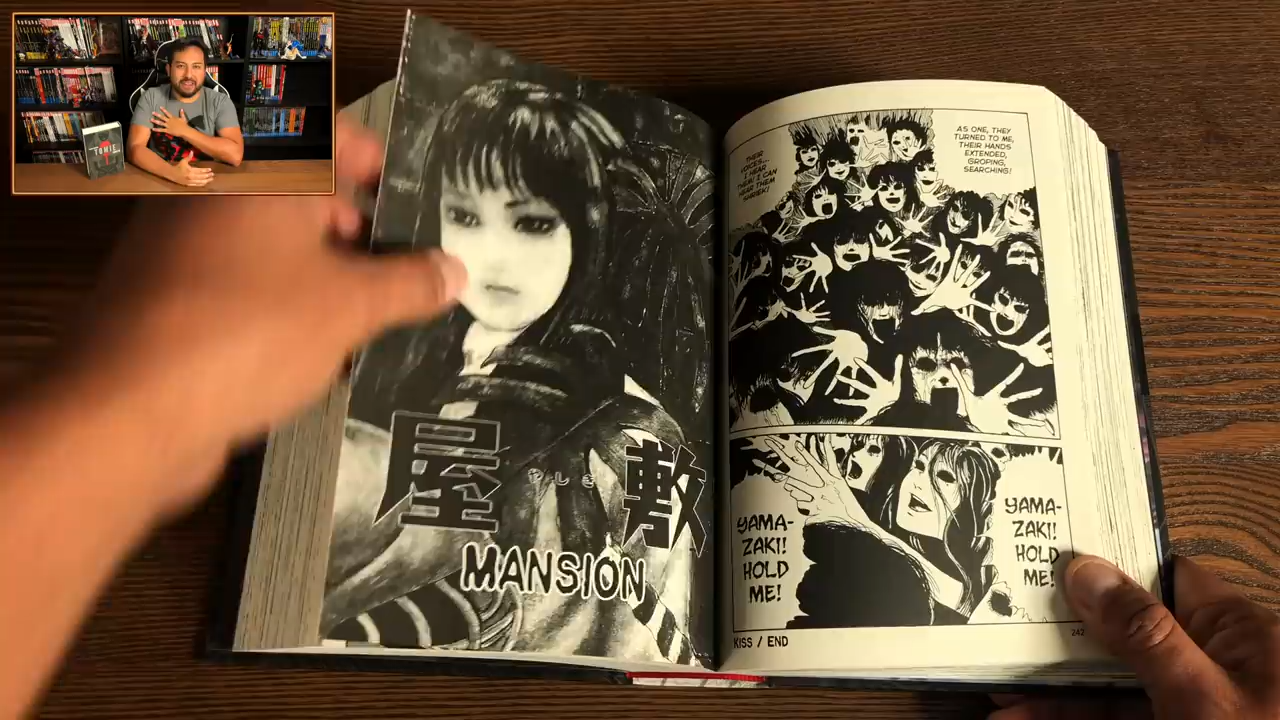 TOMIE
AS ONE, THEY
TURNED TO ME,
THEIR HANDS
EXTENDED,
GROPING,
SEARCHING!
THEIR
VOICES...
I HEAR
THEM! I CAN
HEAR THEM
YAMA-
ZAKI!
HOLD
ME!
YAMA-
ZAKI!
HOLD
ME!
KISS / END
242
屋敷
やしき
MANSION